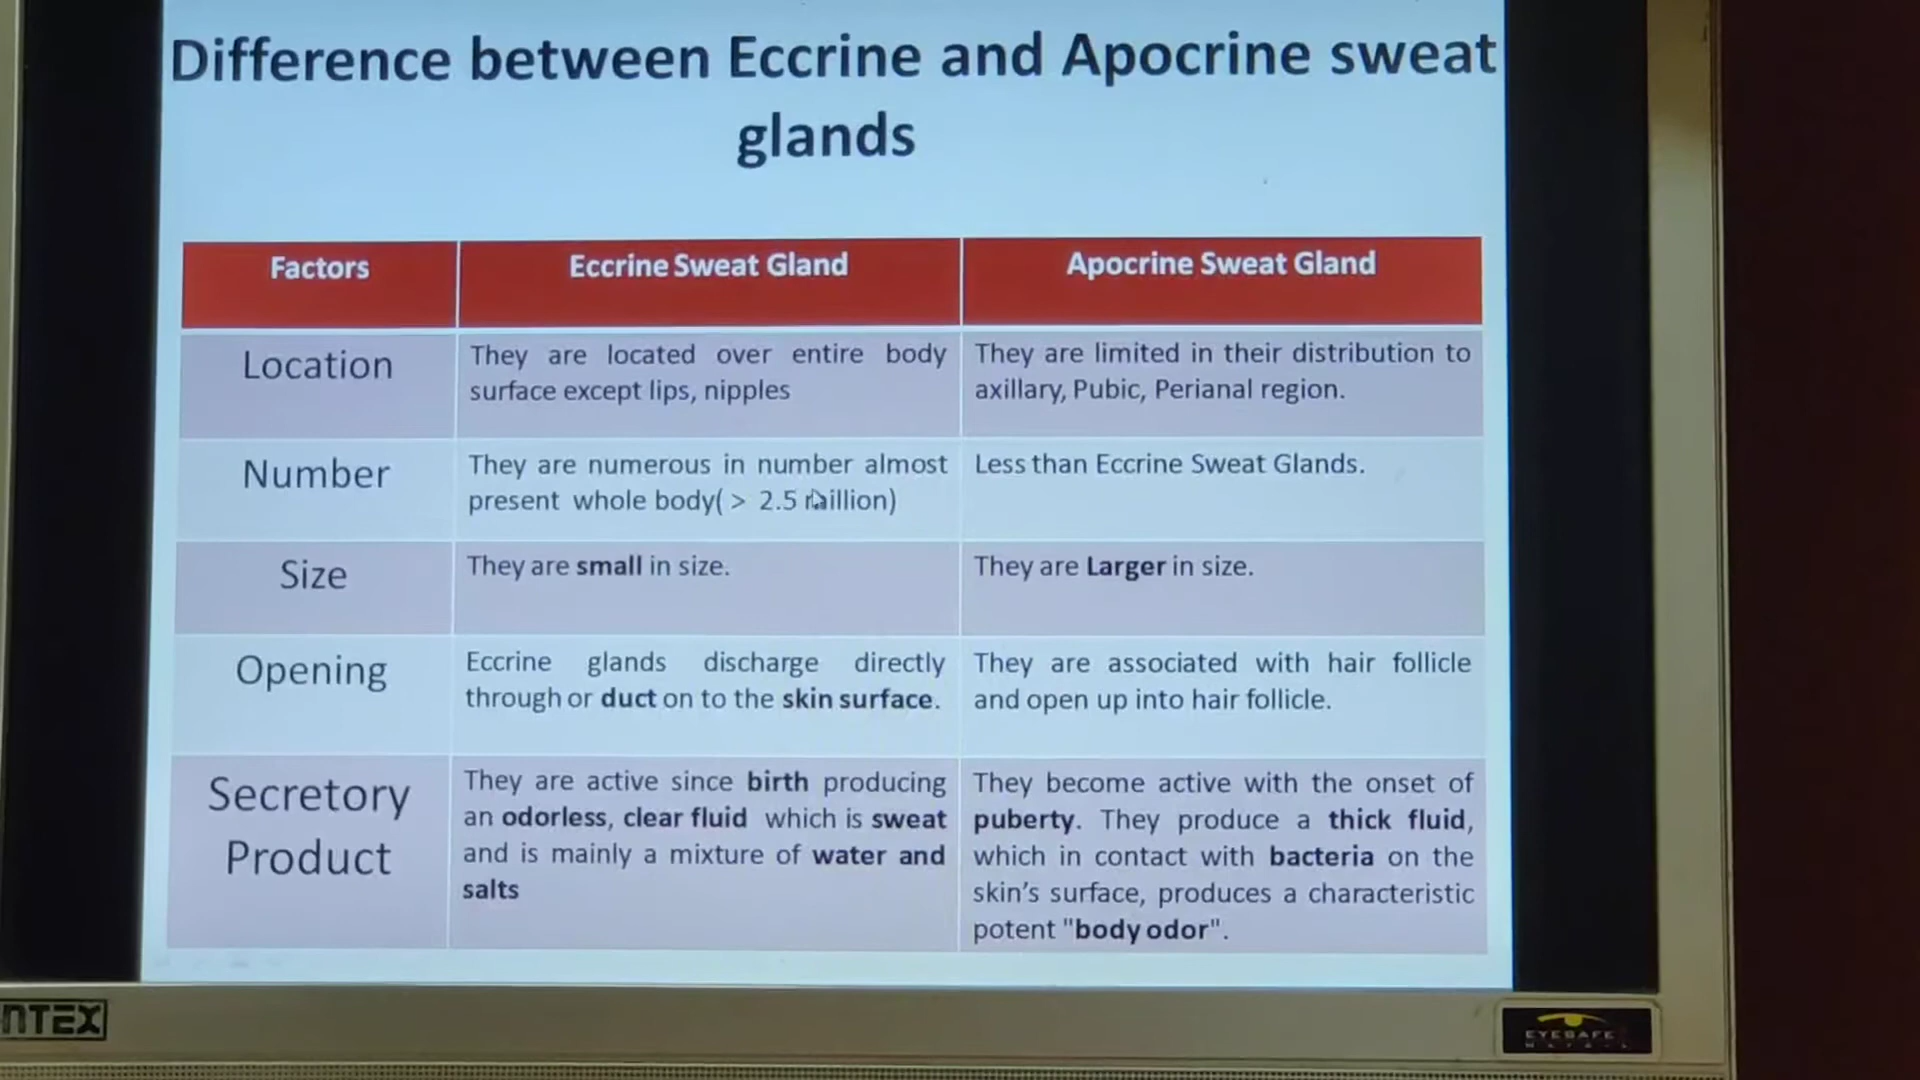 Difference between Eccrine and Apocrine sweat
glands
Factors
Eccrine Sweat Gland
Apocrine Sweat Gland
Location
They are located over entire body
surface except lips, nipples
They are limited in their distribution to
axillary, Pubic, Perianal region.
Number
They are numerous in number almost
present whole body( > 2.5 million)
Less than Eccrine Sweat Glands.
Size
They are small in size.
They are Larger in size.
Opening
Eccrine glands discharge directly
through or duct on to the skin surface.
They are associated with hair follicle
and open up into hair follicle.
Secretory
Product
They are active since birth producing
an odorless, clear fluid which is sweat
and is mainly a mixture of water and
salts
They become active with the onset of
puberty. They produce a thick fluid,
which in contact with bacteria on the
skin's surface, produces a characteristic
potent "body odor".
NTEX
EYESAFE